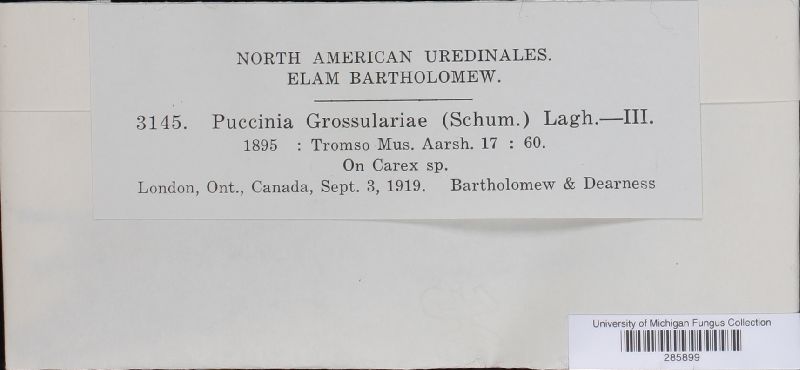 NORTH AMERICAN UREDINALES.
ELAM BARTHOLOMEW.
3145. Puccinia Grossulariae (Schum.) Lagh.—III.
1895 : Tromso Mus. Aarsh. 17 : 60.
On Carex sp.
London, Ont., Canada, Sept. 3, 1919. Bartholomew & Dearness
University of Michigan Fungus Collection
285899